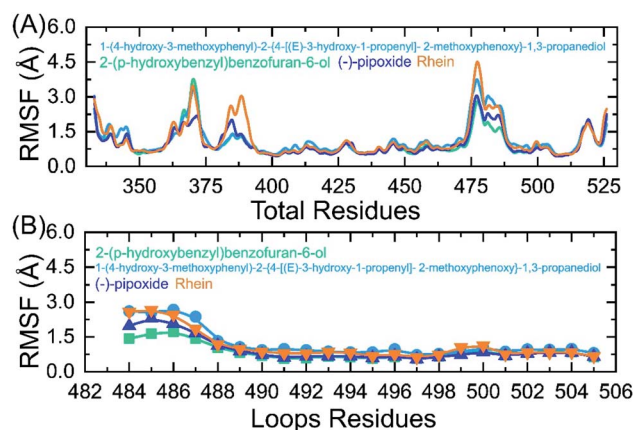 (A)
6.0
4.5
3.0
1.5
0.0
RMSF (Å)
1-(4-hydroxy-3-methoxyphenyl)-2-{4-[(E)-3-hydroxy-1-propenyl]- 2-methoxyphenoxy}-1,3-propanediol
2-(p-hydroxybenzyl)benzofuran-6-ol (-)-pipoxide Rhein
350 375 400 425 450 475 500 525
Total Residues
(B)
6.0
4.5
3.0
1.5
0.0
RMSF (Å)
2-(p-hydroxybenzyl)benzofuran-6-ol
1-(4-hydroxy-3-methoxyphenyl)-2-{4-[(E)-3-hydroxy-1-propenyl]- 2-methoxyphenoxy}-1,3-propanediol
(-)-pipoxide Rhein
482 484 486 488 490 492 494 496 498 500 502 504 506
Loops Residues